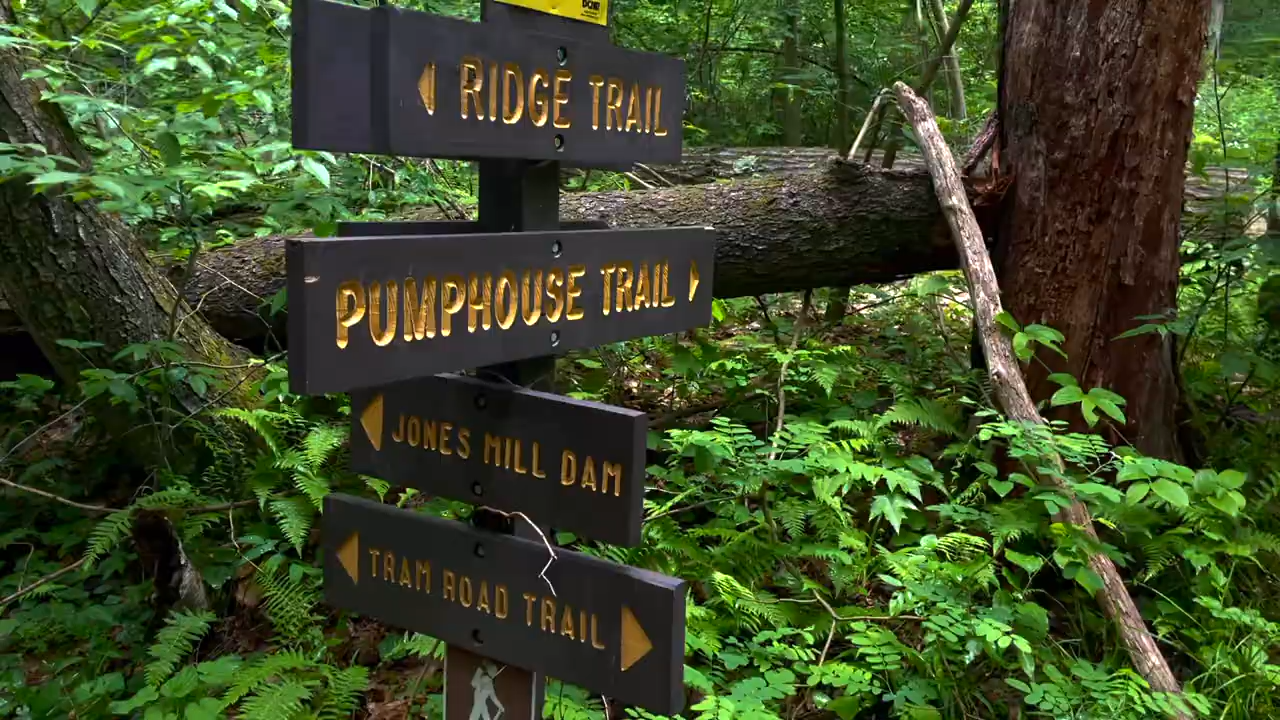 RIDGE TRAIL
PUMPHOUSE TRAIL
JONES MILL DAM
TRAM ROAD TRAIL